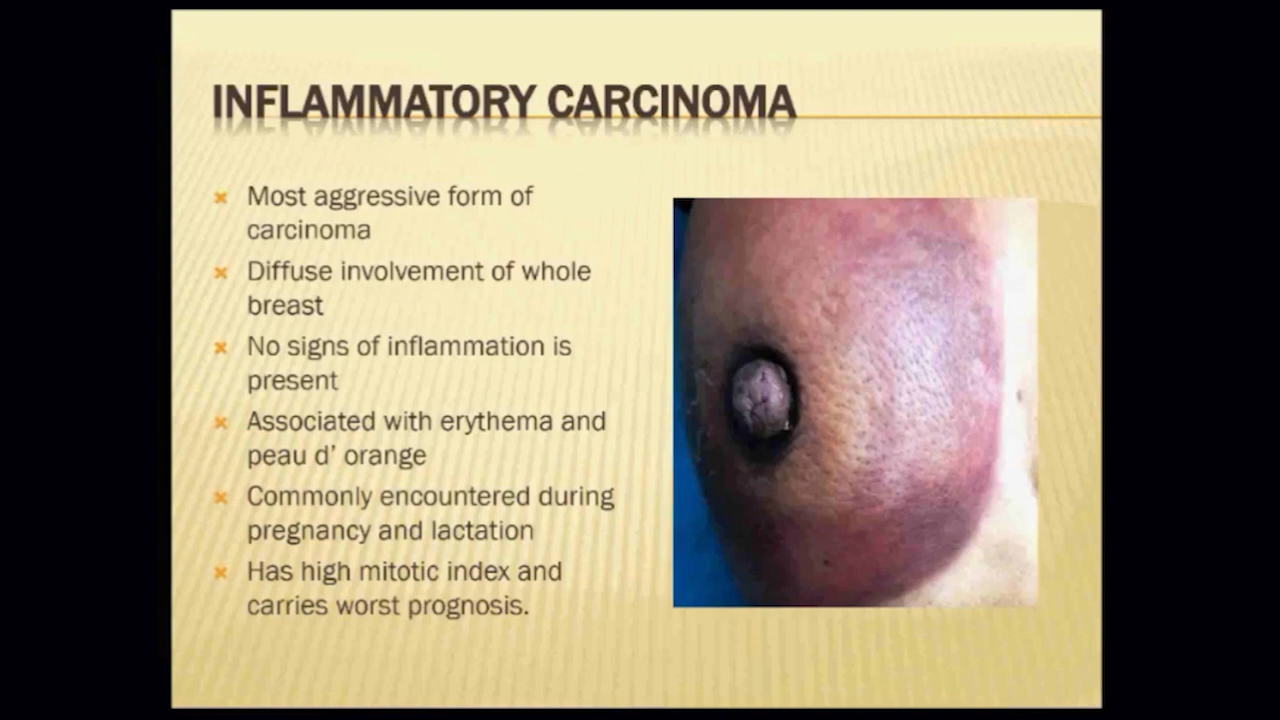 INFLAMMATORY CARCINOMA
Most aggressive form of
carcinoma
Diffuse involvement of whole
breast
No signs of inflammation is
present
Associated with erythema and
peau d' orange
Commonly encountered during
pregnancy and lactation
Has high mitotic index and
carries worst prognosis.